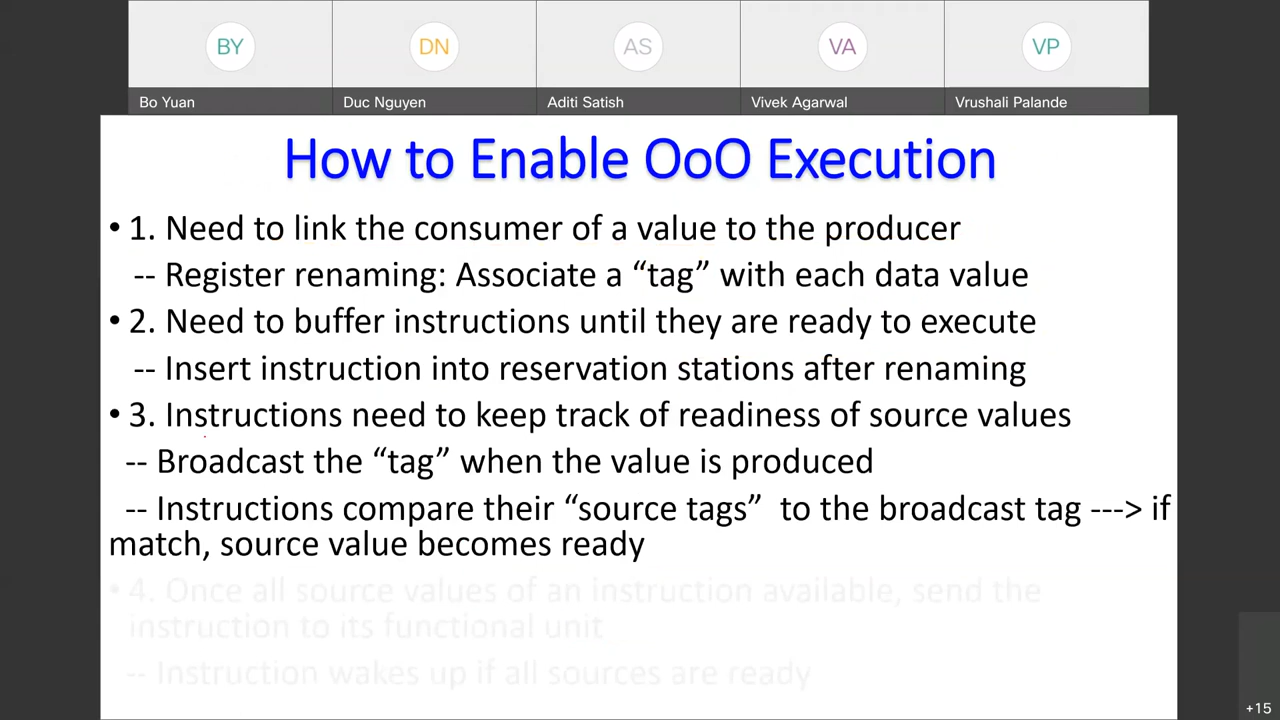 BY
DN
AS
VA
VP
Bo Yuan
Duc Nguyen
Aditi Satish
Vivek Agarwal
Vrushali Palande
How to Enable OoO Execution
• 1. Need to link the consumer of a value to the producer
-- Register renaming: Associate a “tag” with each data value
• 2. Need to buffer instructions until they are ready to execute
-- Insert instruction into reservation stations after renaming
• 3. Instructions need to keep track of readiness of source values
-- Broadcast the “tag” when the value is produced
-- Instructions compare their “source tags” to the broadcast tag ---> if
match, source value becomes ready
• 4. Once all source values of an instruction available, send the
instruction to its functional unit
-- Instruction wakes up if all sources are ready
+15